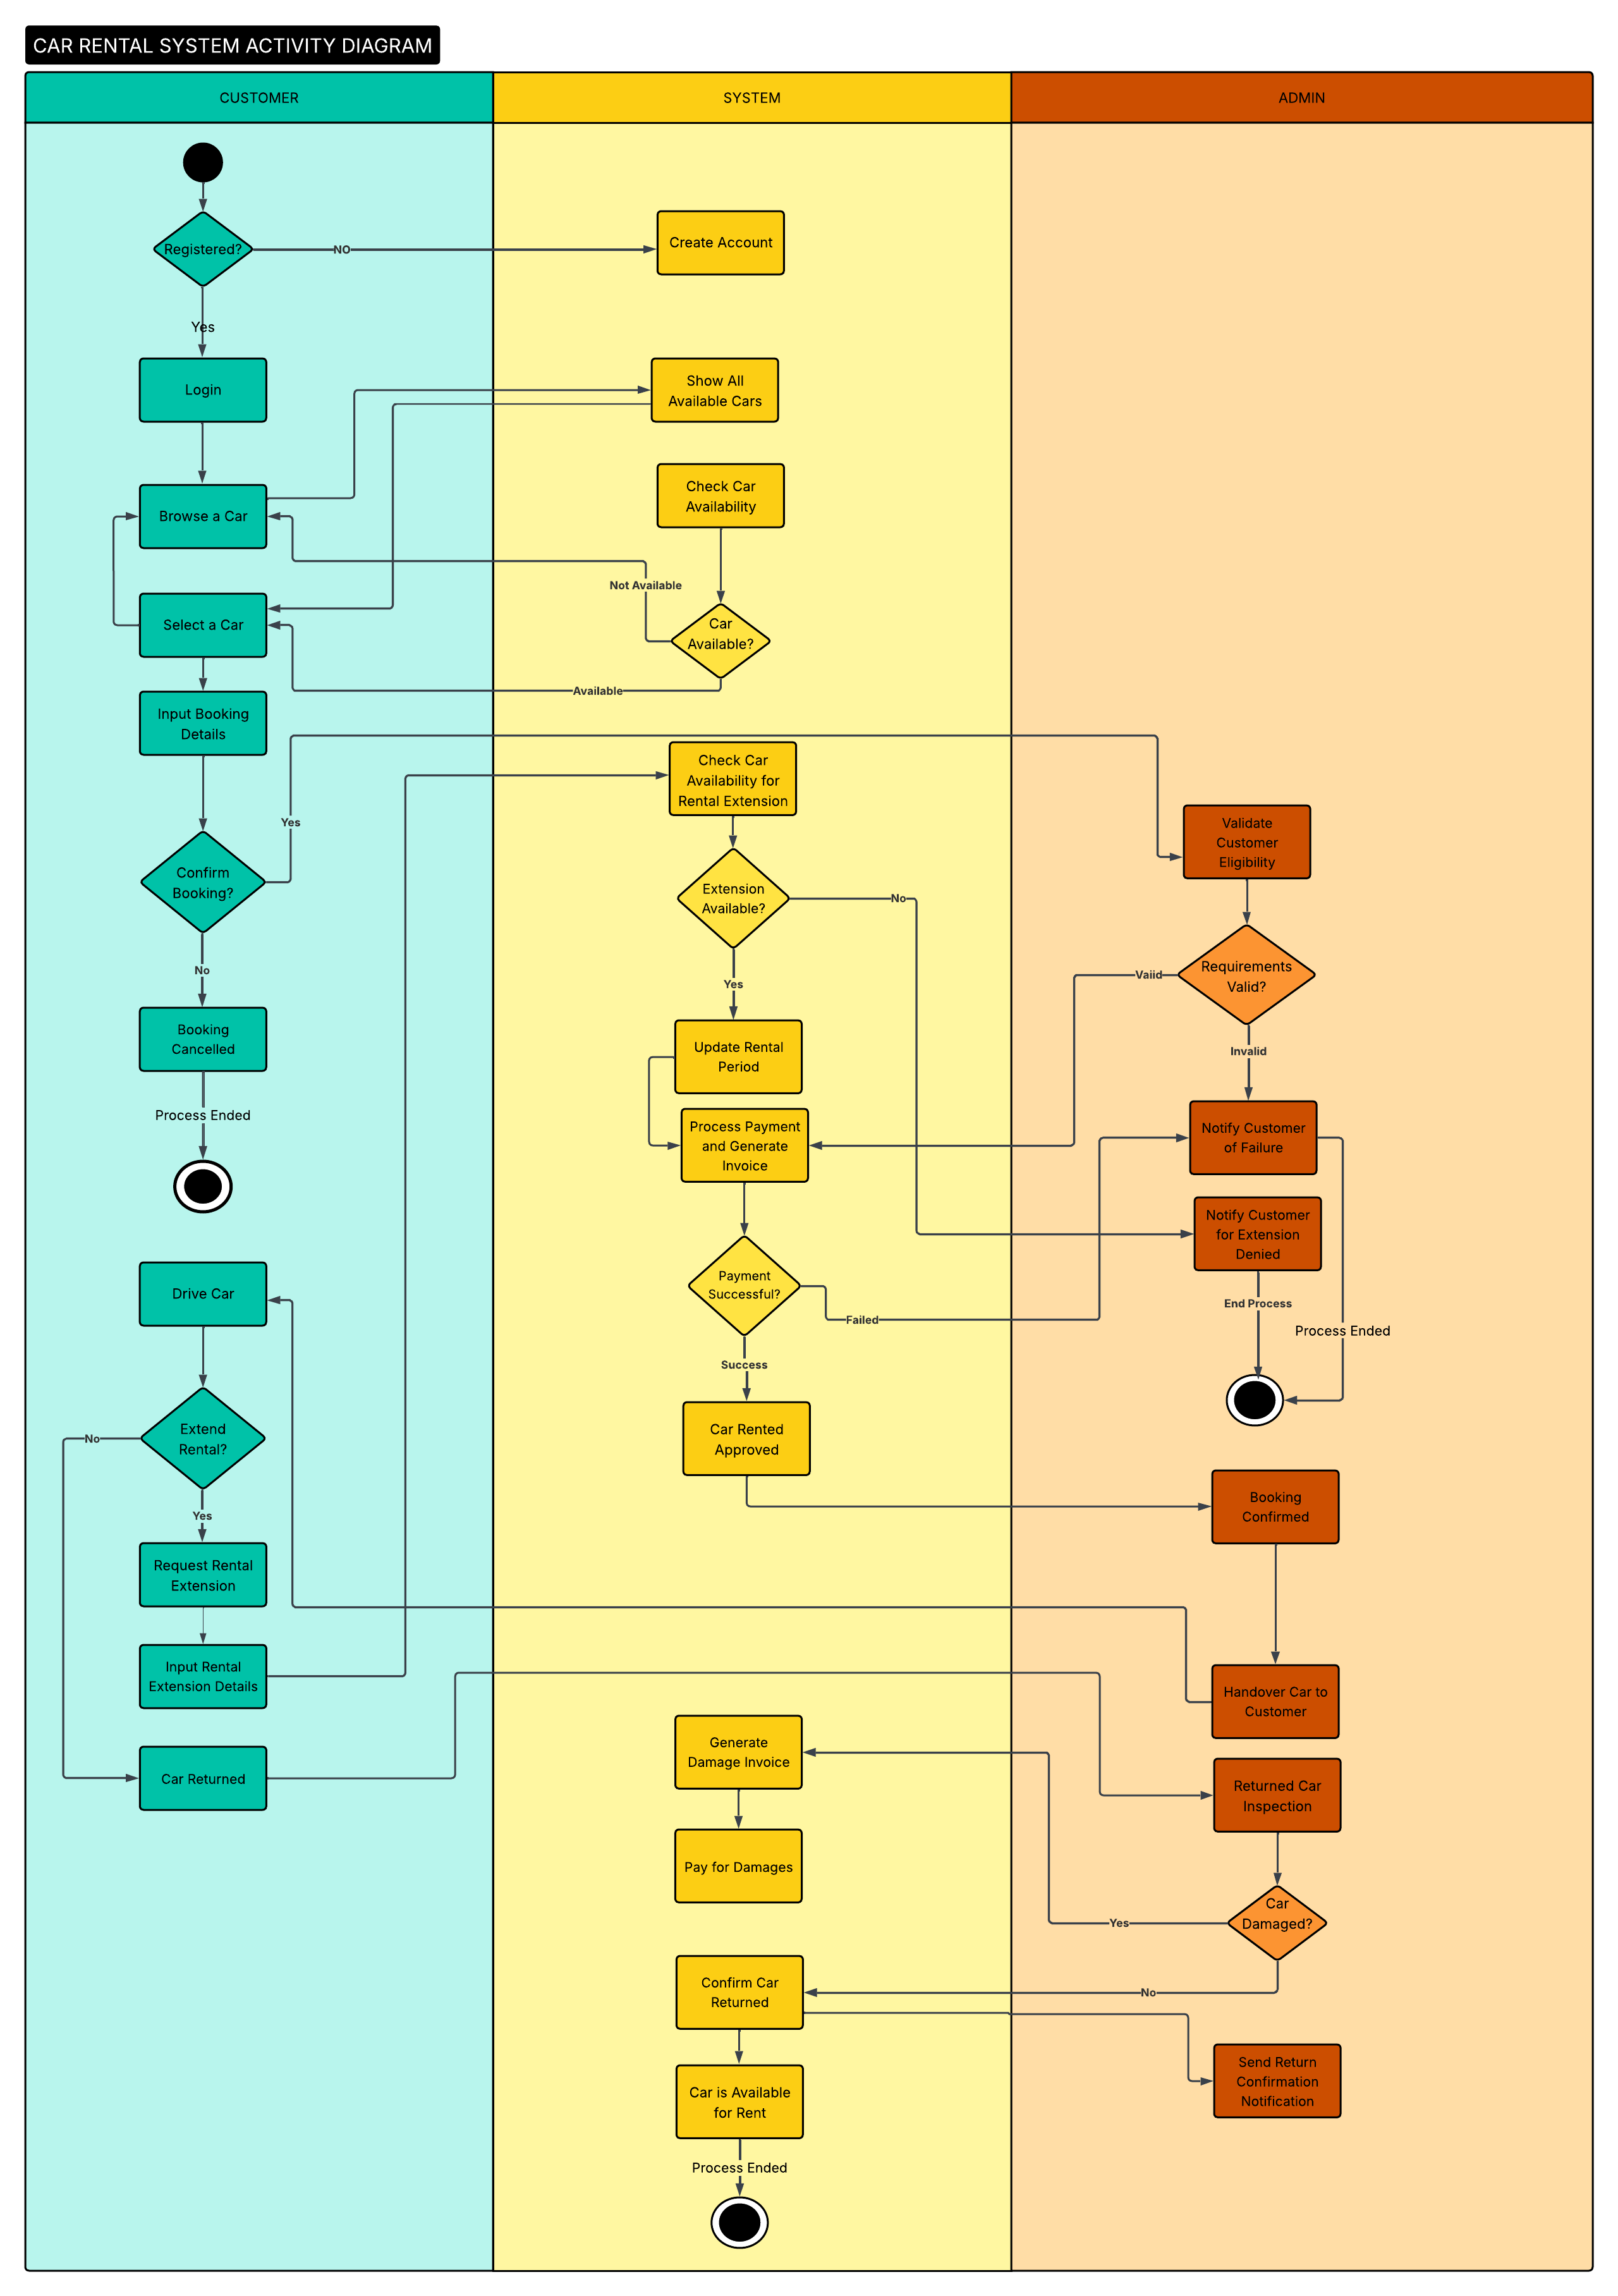 CAR RENTAL SYSTEM ACTIVITY DIAGRAM
CUSTOMER
SYSTEM
ADMIN
Registered?
NO
Create Account
Yes
Login
Show All
Available Cars
Browse a Car
Check Car
Availability
Not Available
Select a Car
Car
Available?
Available
Input Booking
Details
Check Car
Availability for
Rental Extension
Yes
Validate
Customer
Eligibility
Confirm
Booking?
Extension
Available?
No
No
Yes
Requirements
Valid?
Vaiid
Invalid
Booking
Cancelled
Update Rental
Period
Process Ended
Process Payment
and Generate
Invoice
Notify Customer
of Failure
Notify Customer
for Extension
Denied
Drive Car
Payment
Successful?
Failed
End Process
Process Ended
Success
Extend
Rental?
No
Car Rented
Approved
Yes
Booking
Confirmed
Request Rental
Extension
Input Rental
Extension Details
Handover Car to
Customer
Generate
Damage Invoice
Car Returned
Returned Car
Inspection
Pay for Damages
Car
Damaged?
Yes
Confirm Car
Returned
No
Send Return
Confirmation
Notification
Car is Available
for Rent
Process Ended